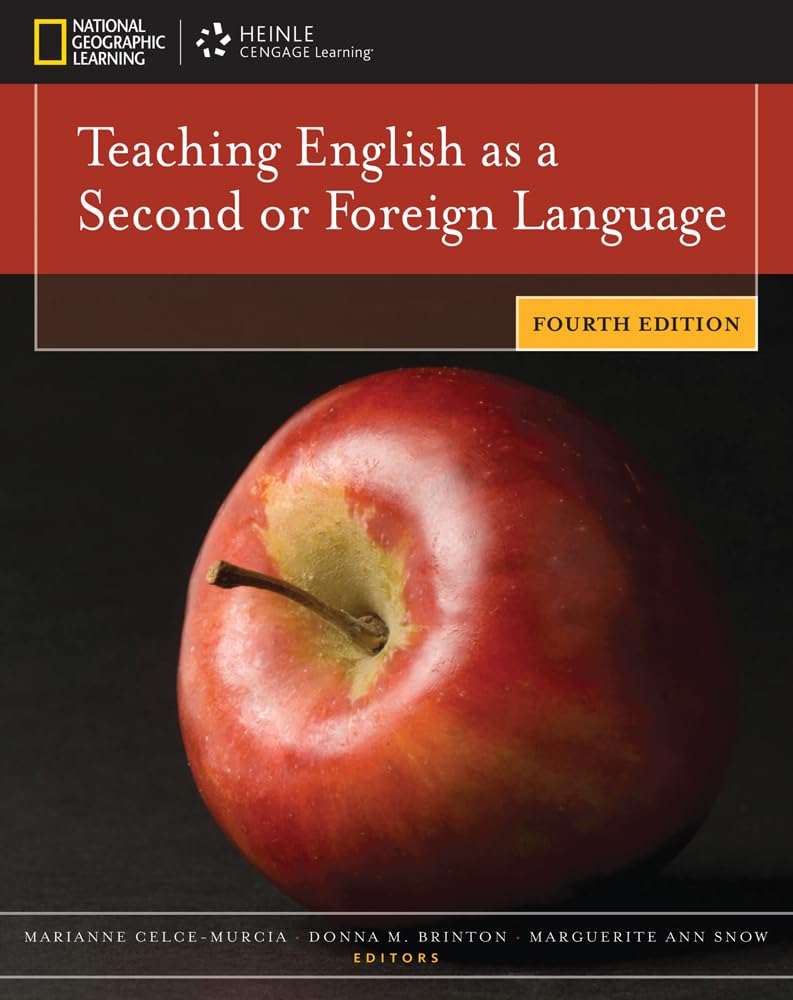 NATIONAL
GEOGRAPHIC
LEARNING
HEINLE
CENGAGE Learning·
Teaching English as a
Second or Foreign Language
FOURTH EDITION
MARIANNE CELCE-MURCIA · DONNA M. BRINTON · MARGUERITE ANN SNOW
EDITORS